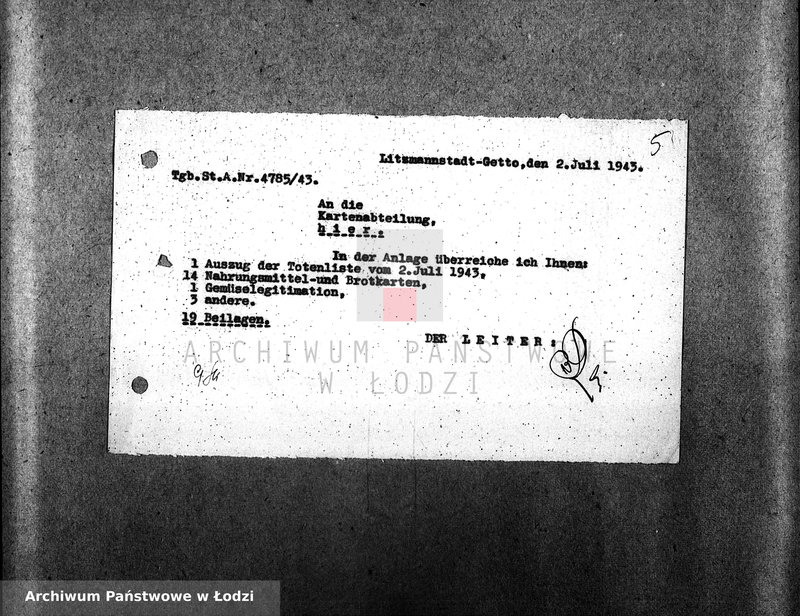 5
Litzmannstadt-Getto,den 2.Juli 1943.
Tgb.St.A.Nr.4785/43.
An die
Kartenabteilung,
h i e r.
In der Anlage überreiche ich Ihnen:
1 Auszug der Totenliste vom 2.Juli 1943,
14 Nahrungsmittel-und Brotkarten,
1 Gemüselegitimation,
3 andere.
19 Beilagen.
DER L E I T E R :
ARCHIWUM PAŃSTWOWE
W ŁODZI
Archiwum Państwowe w Łodzi